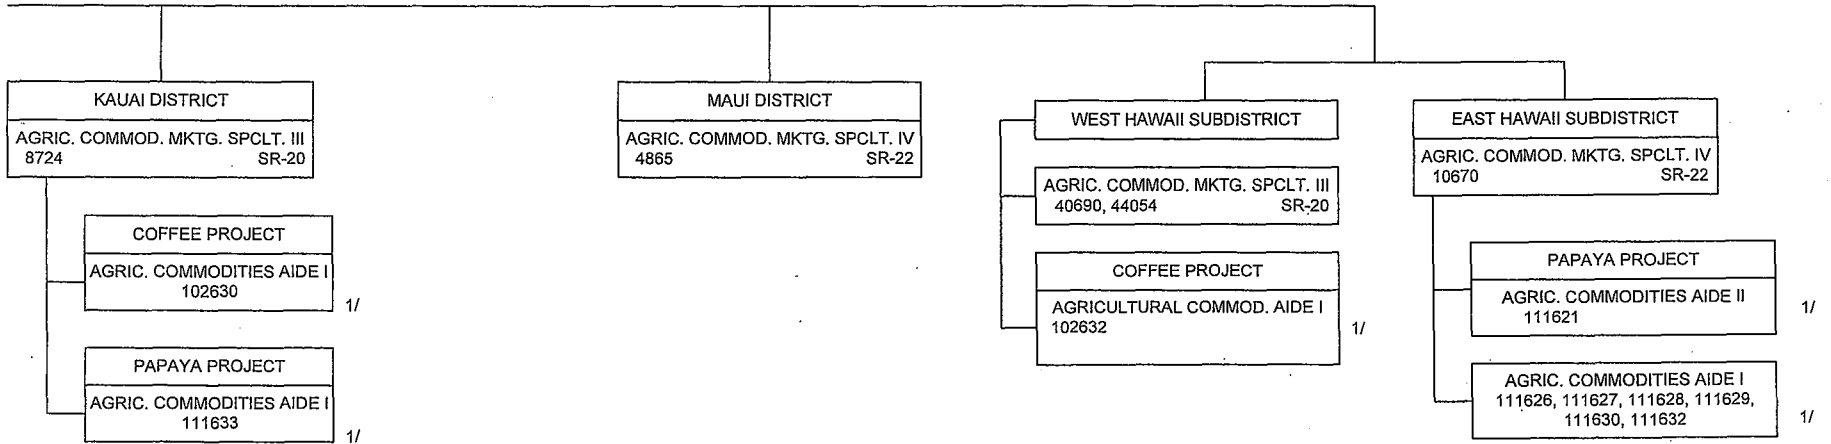 KAUAI DISTRICT
AGRIC. COMMOD. MKTG. SPCLT. III
8724 SR-20
COFFEE PROJECT
AGRIC. COMMODITIES AIDE I
102630
1/
PAPAYA PROJECT
AGRIC. COMMODITIES AIDE I
111633
1/
MAUI DISTRICT
AGRIC. COMMOD. MKTG. SPCLT. IV
4865 SR-22
WEST HAWAII SUBDISTRICT
AGRIC. COMMOD. MKTG. SPCLT. III
40690, 44054 SR-20
COFFEE PROJECT
AGRICULTURAL COMMOD. AIDE I
102632
1/
EAST HAWAII SUBDISTRICT
AGRIC. COMMOD. MKTG. SPCLT. IV
10670 SR-22
PAPAYA PROJECT
AGRIC. COMMODITIES AIDE II
111621
1/
AGRIC. COMMODITIES AIDE I
111626, 111627, 111628, 111629,
111630, 111632
1/